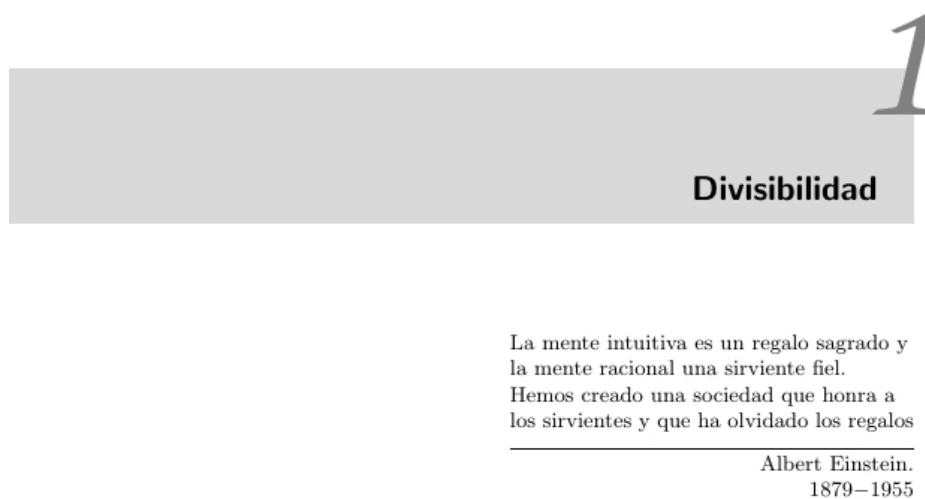 1
Divisibilidad
La mente intuitiva es un regalo sagrado y
la mente racional una sirviente fiel.
Hemos creado una sociedad que honra a
los sirvientes y que ha olvidado los regalos
Albert Einstein.
1879−1955